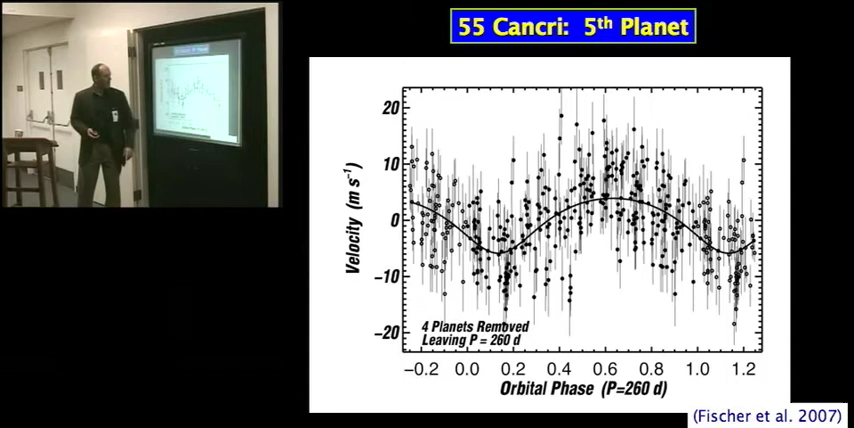 55 Cancri: 5th Planet
20
10
0
−10
−20
Velocity (m s⁻¹)
4 Planets Removed
Leaving P = 260 d
−0.2 0.0 0.2 0.4 0.6 0.8 1.0 1.2
Orbital Phase (P=260 d)
(Fischer et al. 2007)